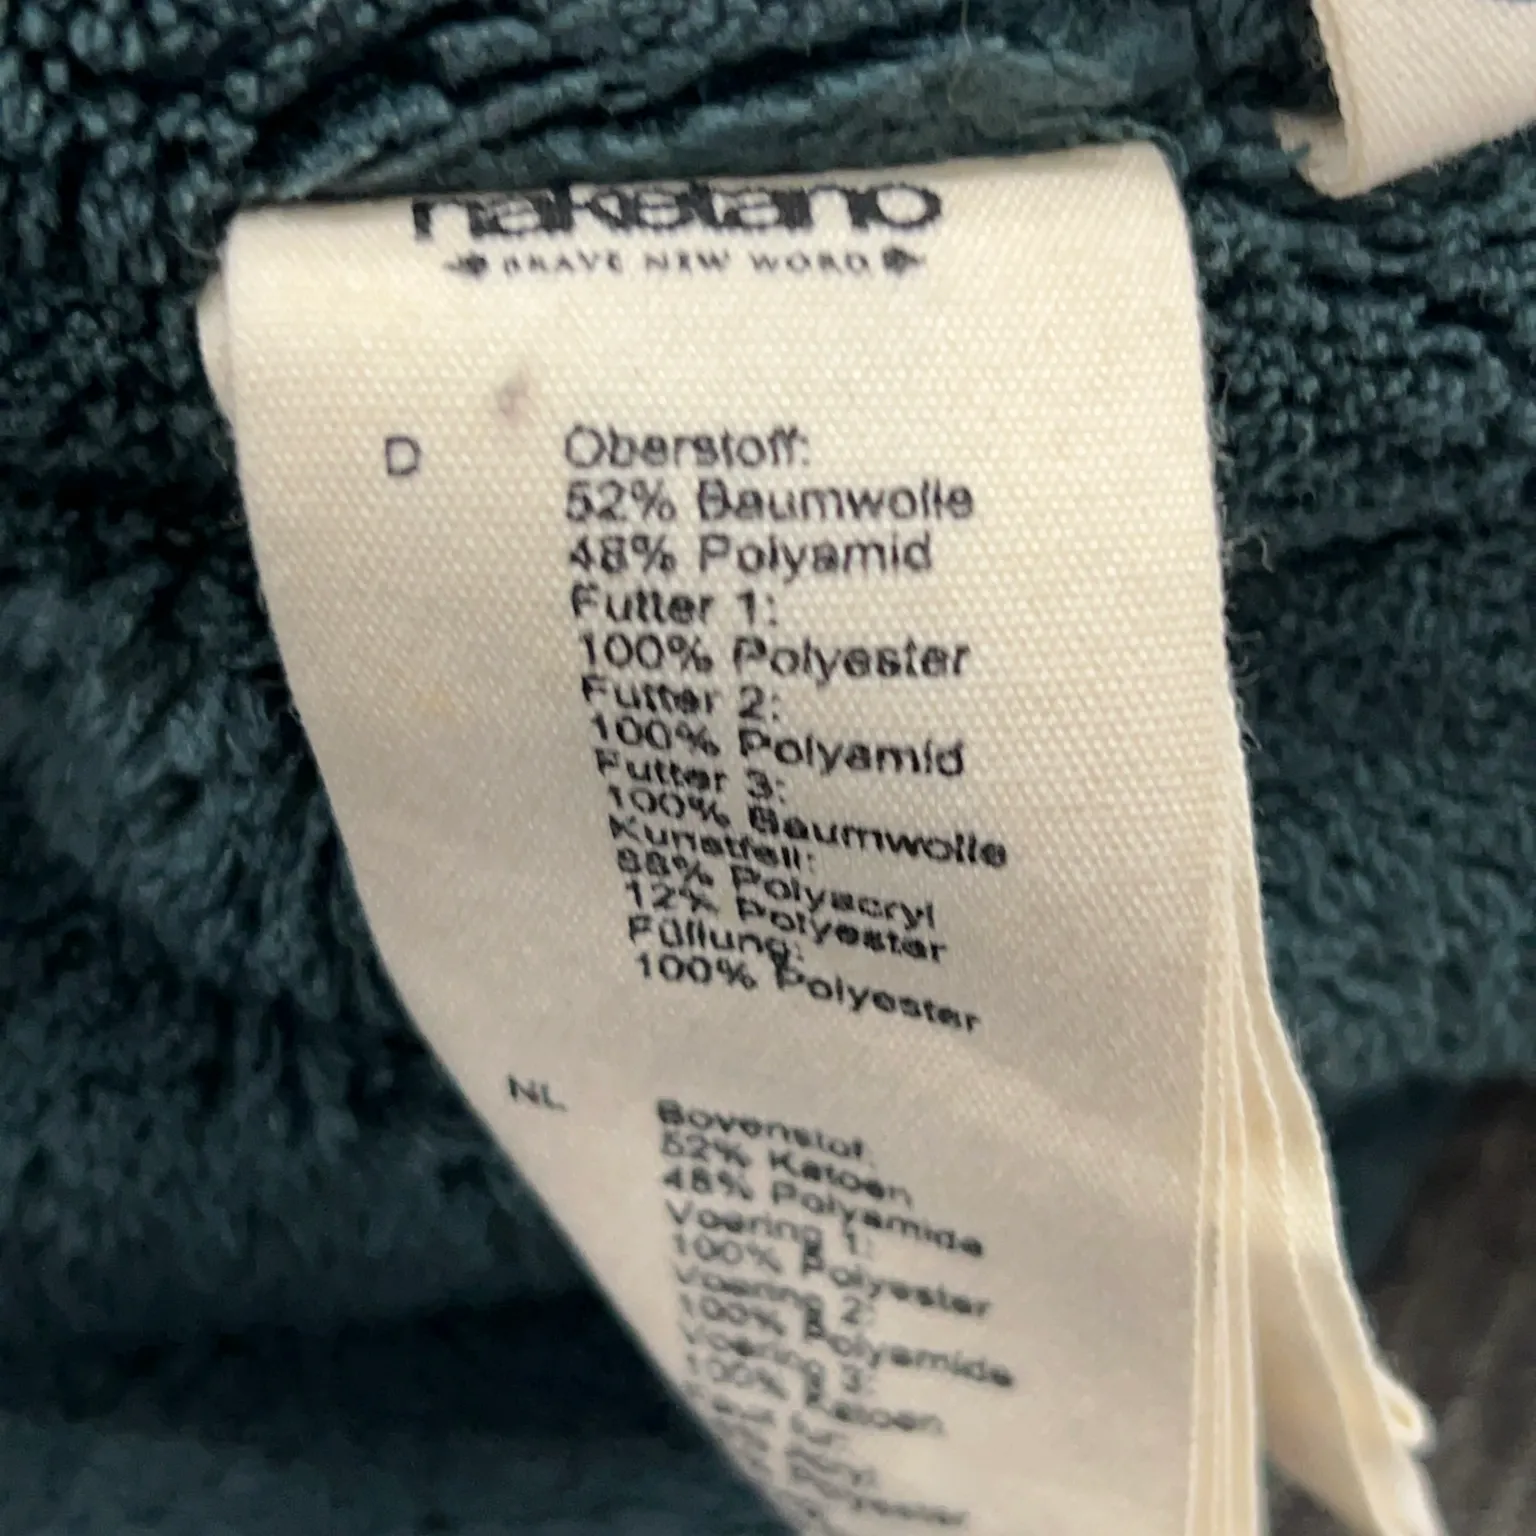 naketano
BRAVE NEW WORD
D
Oberstoff:
52% Baumwolle
48% Polyamid
Futter 1:
100% Polyester
Futter 2:
100% Polyamid
Futter 3:
100% Baumwolle
Kunstfell:
88% Polyacryl
12% Polyester
Füllung:
100% Polyester
NL
Bovenstof:
52% Katoen
48% Polyamide
Voering 1:
100% Polyester
Voering 2:
100% Polyamide
Voering 3:
100% Katoen
Polyester